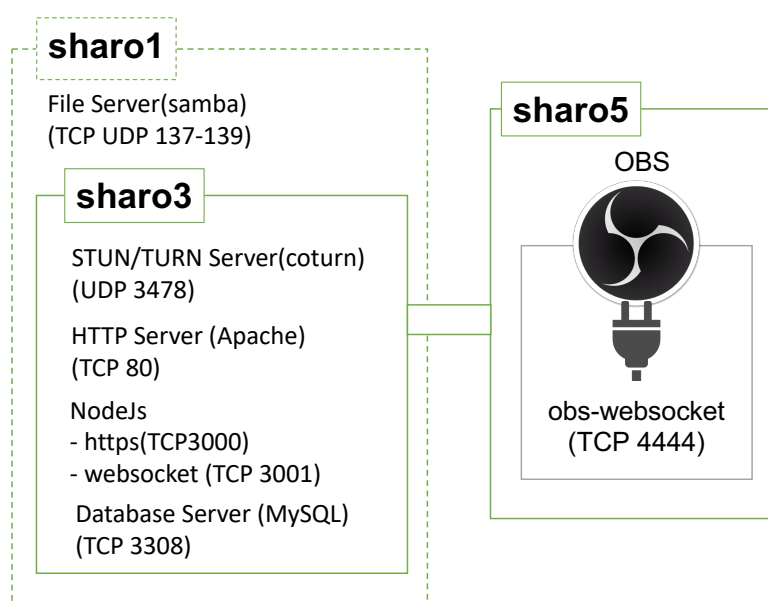 sharo1
File Server(samba)
(TCP UDP 137-139)
sharo3
STUN/TURN Server(coturn)
(UDP 3478)
HTTP Server (Apache)
(TCP 80)
NodeJs
- https(TCP3000)
- websocket (TCP 3001)
Database Server (MySQL)
(TCP 3308)
sharo5
OBS
obs-websocket
(TCP 4444)